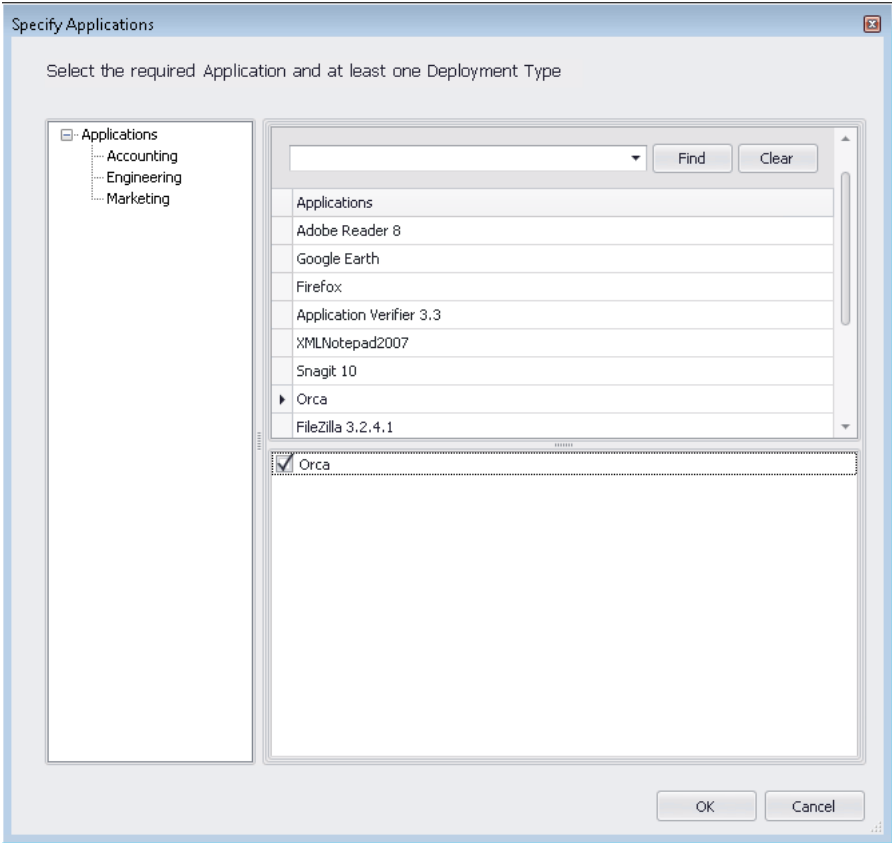 Specify Applications
Select the required Application and at least one Deployment Type
Applications
Accounting
Engineering
Marketing
Find Clear
Applications
Adobe Reader 8
Google Earth
Firefox
Application Verifier 3.3
XMLNotepad2007
Snagit 10
Orca
FileZilla 3.2.4.1
Orca
OK Cancel